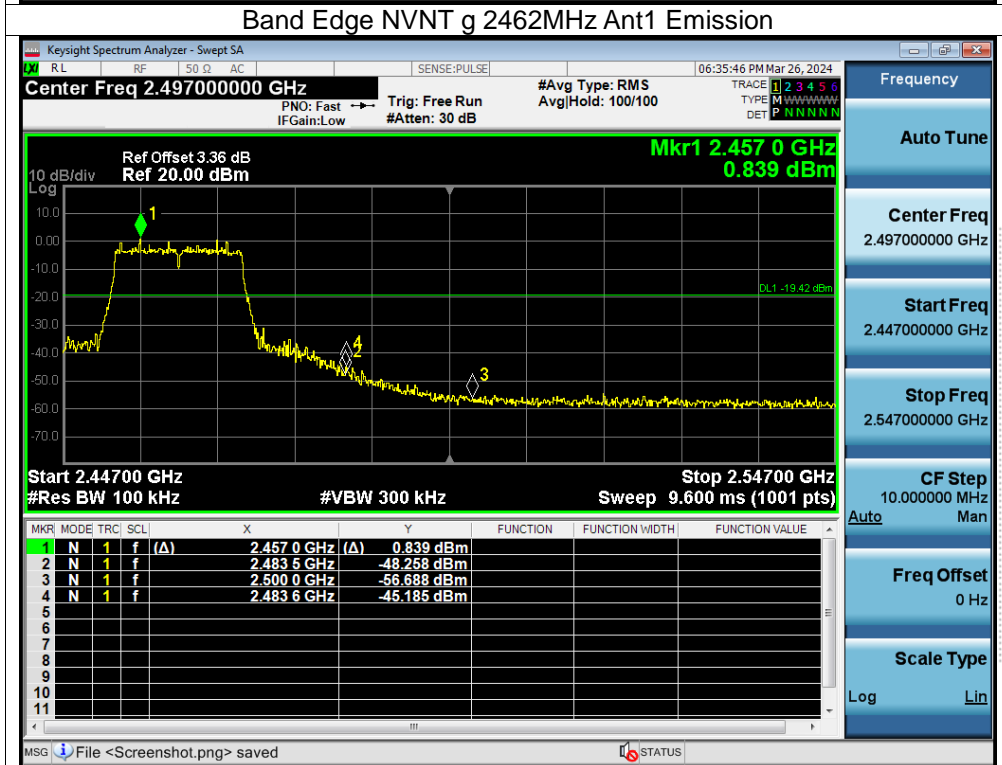 Band Edge NVNT g 2462MHz Ant1 Emission
Keysight Spectrum Analyzer - Swept SA
LXI RL RF 50 Ω AC SENSE:PULSE 06:35:46 PM Mar 26, 2024
Center Freq 2.497000000 GHz
PNO: Fast
IFGain:Low
Trig: Free Run
#Atten: 30 dB
#Avg Type: RMS
Avg|Hold: 100/100
TRACE 1 2 3 4 5 6
TYPE M WWWWW
DET P N N N N N
Mkr1 2.457 0 GHz
0.839 dBm
Ref Offset 3.36 dB
10 dB/div Ref 20.00 dBm
Log
10.0
0.00
-10.0
-20.0
-30.0
-40.0
-50.0
-60.0
-70.0
1
4
2
3
DL1 -19.42 dBm
Start 2.44700 GHz Stop 2.54700 GHz
#Res BW 100 kHz #VBW 300 kHz Sweep 9.600 ms (1001 pts)
MKR MODE TRC SCL X Y FUNCTION FUNCTION WIDTH FUNCTION VALUE
1 N 1 f (Δ) 2.457 0 GHz (Δ) 0.839 dBm
2 N 1 f 2.483 5 GHz -48.258 dBm
3 N 1 f 2.500 0 GHz -56.688 dBm
4 N 1 f 2.483 6 GHz -45.185 dBm
5
6
7
8
9
10
11
MSG File <Screenshot.png> saved STATUS
Frequency
Auto Tune
Center Freq
2.497000000 GHz
Start Freq
2.447000000 GHz
Stop Freq
2.547000000 GHz
CF Step
10.000000 MHz
Auto Man
Freq Offset
0 Hz
Scale Type
Log Lin